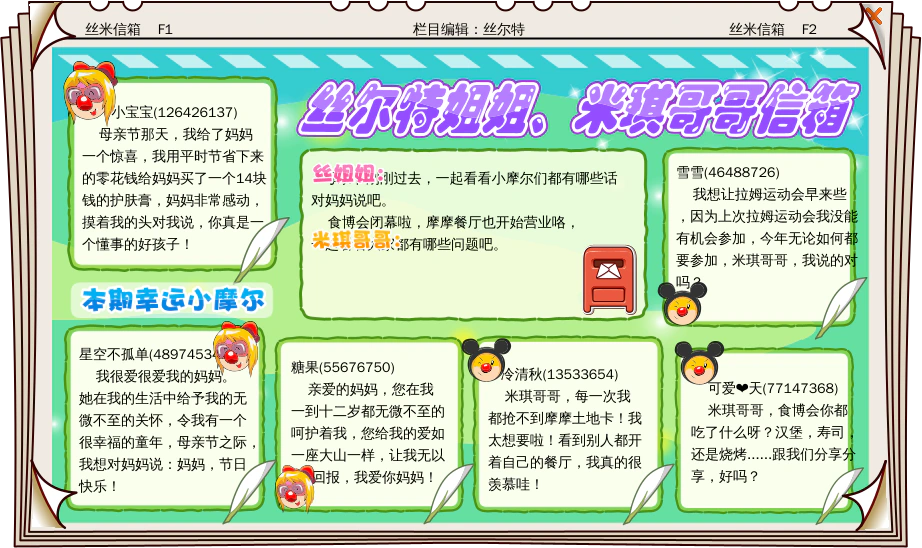 丝米信箱 F1
栏目编辑：丝尔特
丝米信箱 F2
丝尔特姐姐、米琪哥哥信箱
小宝宝(126426137)
母亲节那天，我给了妈妈
一个惊喜，我用平时节省下来
的零花钱给妈妈买了一个14块
钱的护肤膏，妈妈非常感动，
摸着我的头对我说，你真是一
个懂事的好孩子！
丝姐姐：
刚过去，一起看看小摩尔们都有哪些话
对妈妈说吧。
食博会闭幕啦，摩摩餐厅也开始营业咯，
米琪哥哥：
都有哪些问题吧。
雪雪(46488726)
我想让拉姆运动会早来些
，因为上次拉姆运动会我没能
有机会参加，今年无论如何都
要参加，米琪哥哥，我说的对
吗？
本期幸运小摩尔
星空不孤单(48974534
我很爱很爱我的妈妈。
她在我的生活中给予我的无
微不至的关怀，令我有一个
很幸福的童年，母亲节之际，
我想对妈妈说：妈妈，节日
快乐！
糖果(55676750)
亲爱的妈妈，您在我
一到十二岁都无微不至的
呵护着我，您给我的爱如
一座大山一样，让我无以
回报，我爱你妈妈！
冷清秋(13533654)
米琪哥哥，每一次我
都抢不到摩摩土地卡！我
太想要啦！看到别人都开
着自己的餐厅，我真的很
羡慕哇！
可爱❤天(77147368)
米琪哥哥，食博会你都
吃了什么呀？汉堡，寿司，
还是烧烤......跟我们分享分
享，好吗？